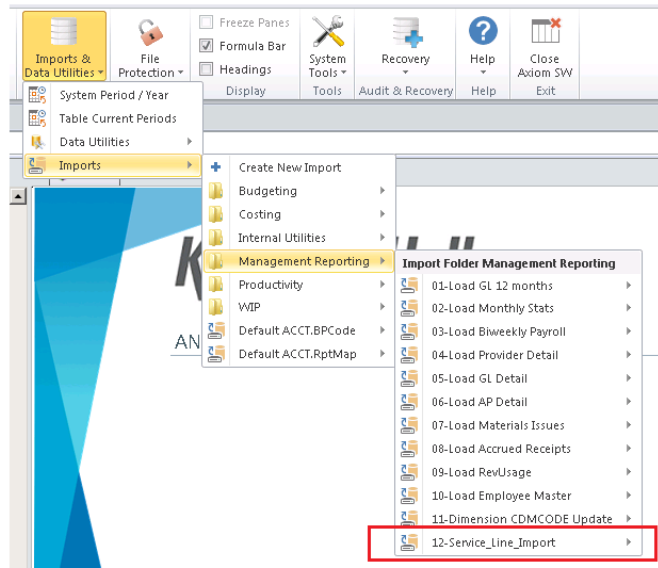 Imports &
Data Utilities
File
Protection
Freeze Panes
Formula Bar
Headings
Display
System
Tools
Tools
Recovery
Audit & Recovery
Help
Help
Close
Axiom SW
Exit
System Period / Year
Table Current Periods
Data Utilities
Imports
Create New Import
Budgeting
Costing
Internal Utilities
Management Reporting
Productivity
WIP
Default ACCT.BPCode
Default ACCT.RptMap
Import Folder Management Reporting
01-Load GL 12 months
02-Load Monthly Stats
03-Load Biweekly Payroll
04-Load Provider Detail
05-Load GL Detail
06-Load AP Detail
07-Load Materials Issues
08-Load Accrued Receipts
09-Load RevUsage
10-Load Employee Master
11-Dimension CDMCODE Update
12-Service_Line_Import
AN